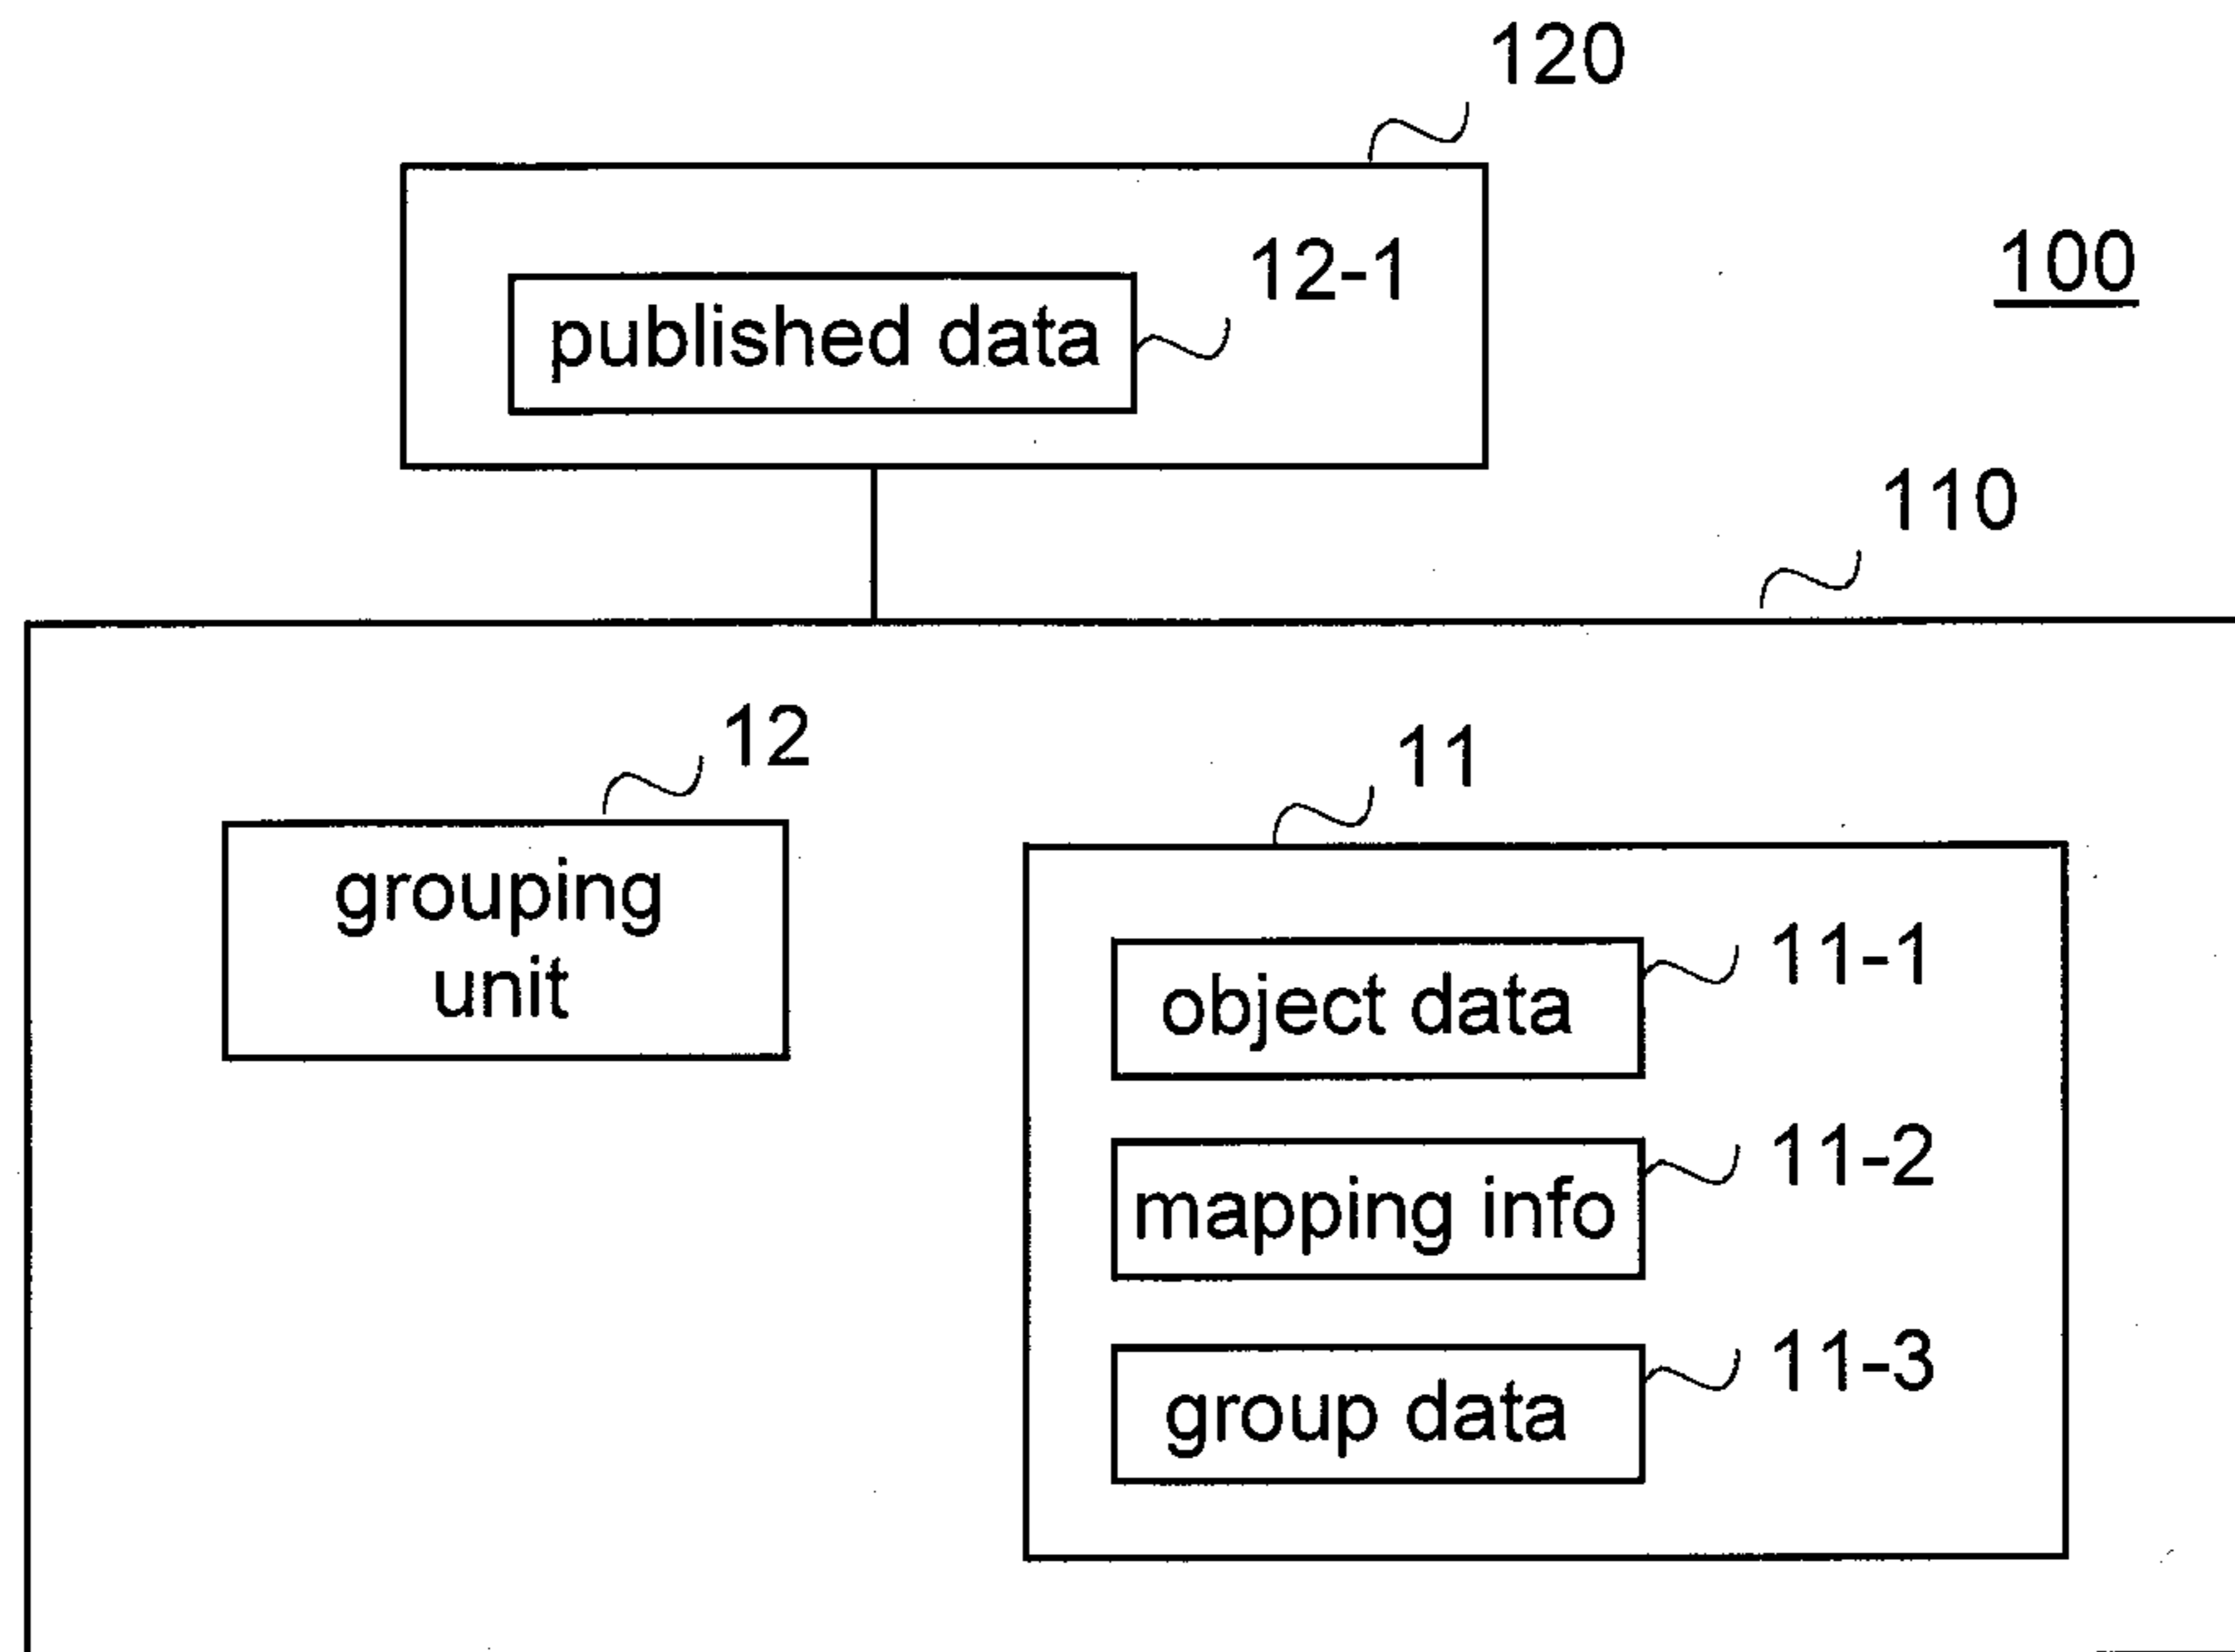 120
100
12-1
published data
110
12
11
grouping
unit
11-1
object data
11-2
mapping info
11-3
group data